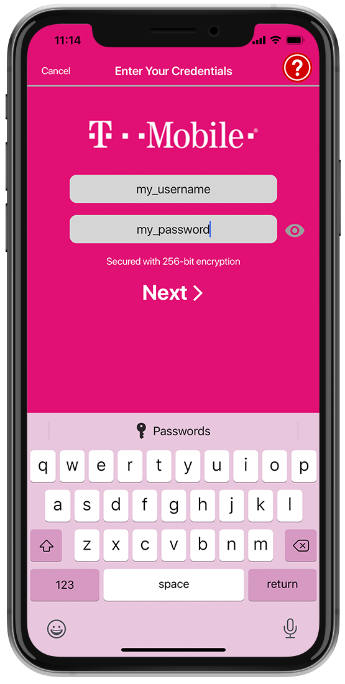 11:14
Cancel Enter Your Credentials ?
T··Mobile·®
my_username
my_password
Secured with 256-bit encryption
Next >
Passwords
q w e r t y u i o p
a s d f g h j k l
z x c v b n m
123 space return